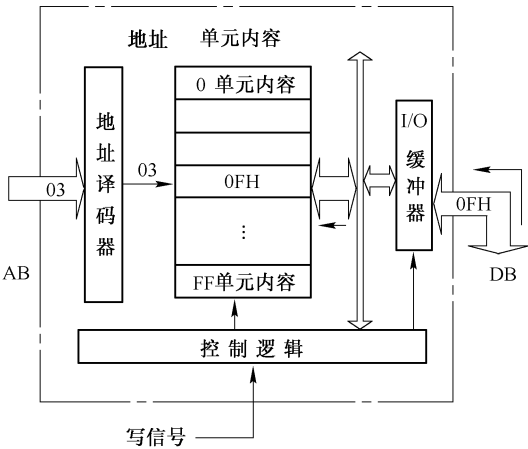 地址 单元内容
0 单元内容
地址译码器
I/O
缓冲器
03
03
0FH
0FH
⋮
FF单元内容
AB
DB
控制逻辑
写信号